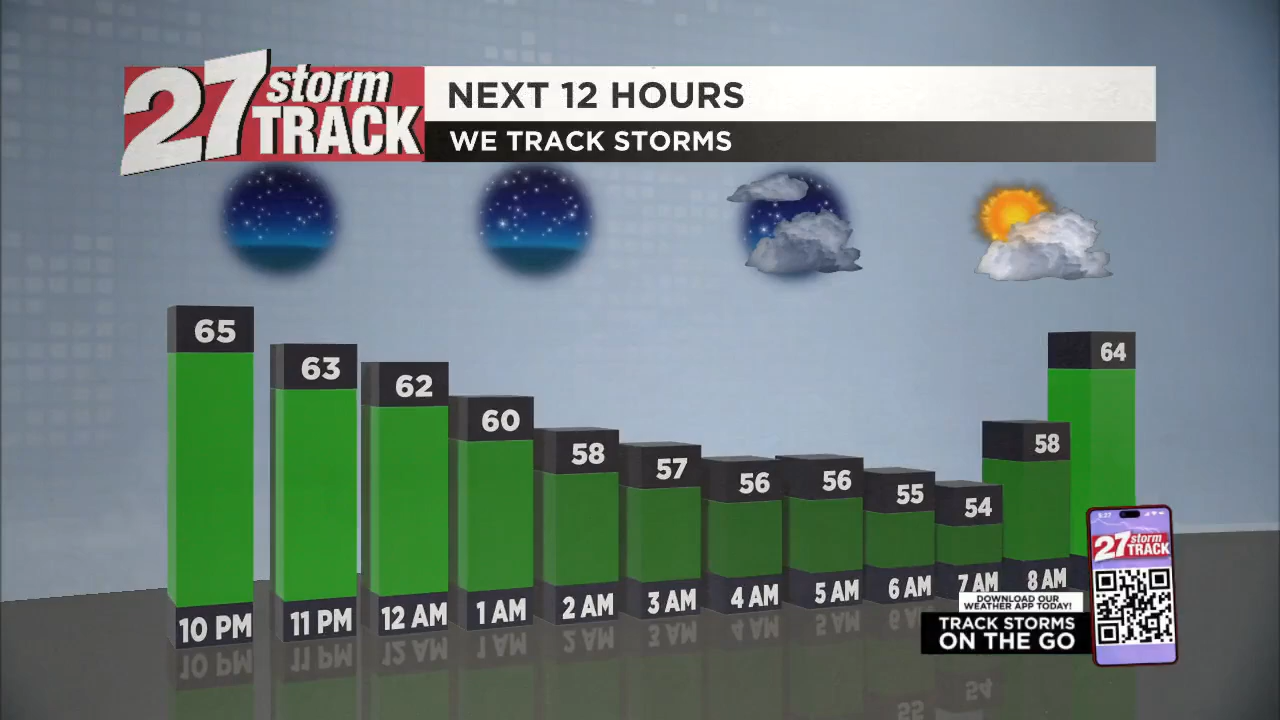 27 storm TRACK
NEXT 12 HOURS
WE TRACK STORMS
65
63
62
60
58
57
56
56
55
54
58
64
10 PM
11 PM
12 AM
1 AM
2 AM
3 AM
4 AM
5 AM
6 AM
7 AM
8 AM
DOWNLOAD OUR
WEATHER APP TODAY!
TRACK STORMS
ON THE GO
27 storm TRACK